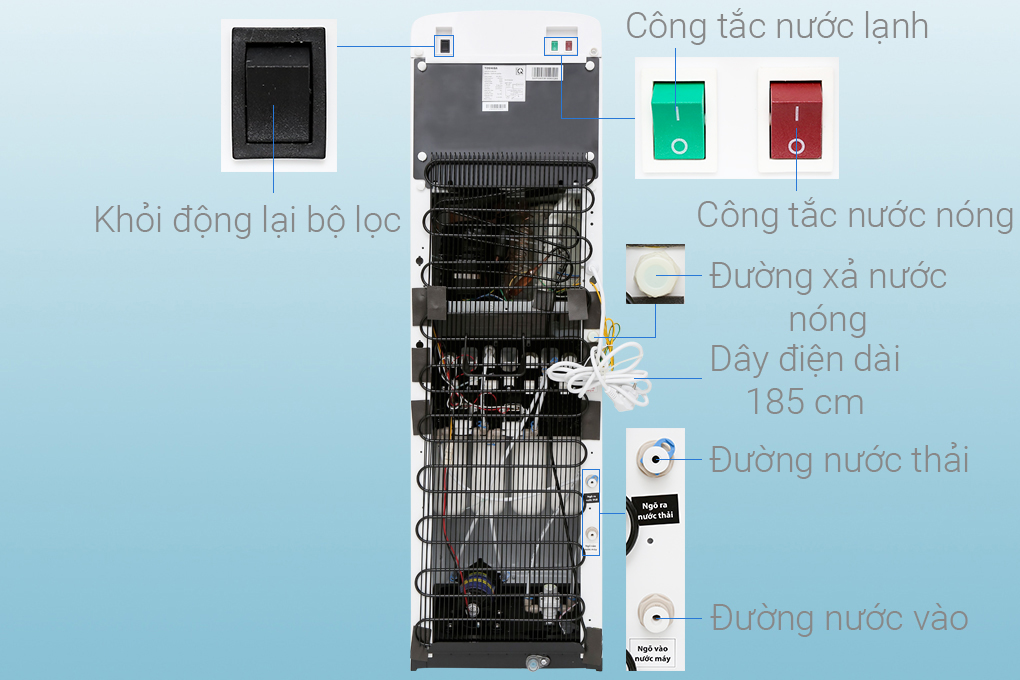 Công tắc nước lạnh
Khỏi động lại bộ lọc
Công tắc nước nóng
Đường xả nước
nóng
Dây điện dài
185 cm
Đường nước thải
Ngõ ra
nước thải
Đường nước vào
Ngõ vào
nước máy